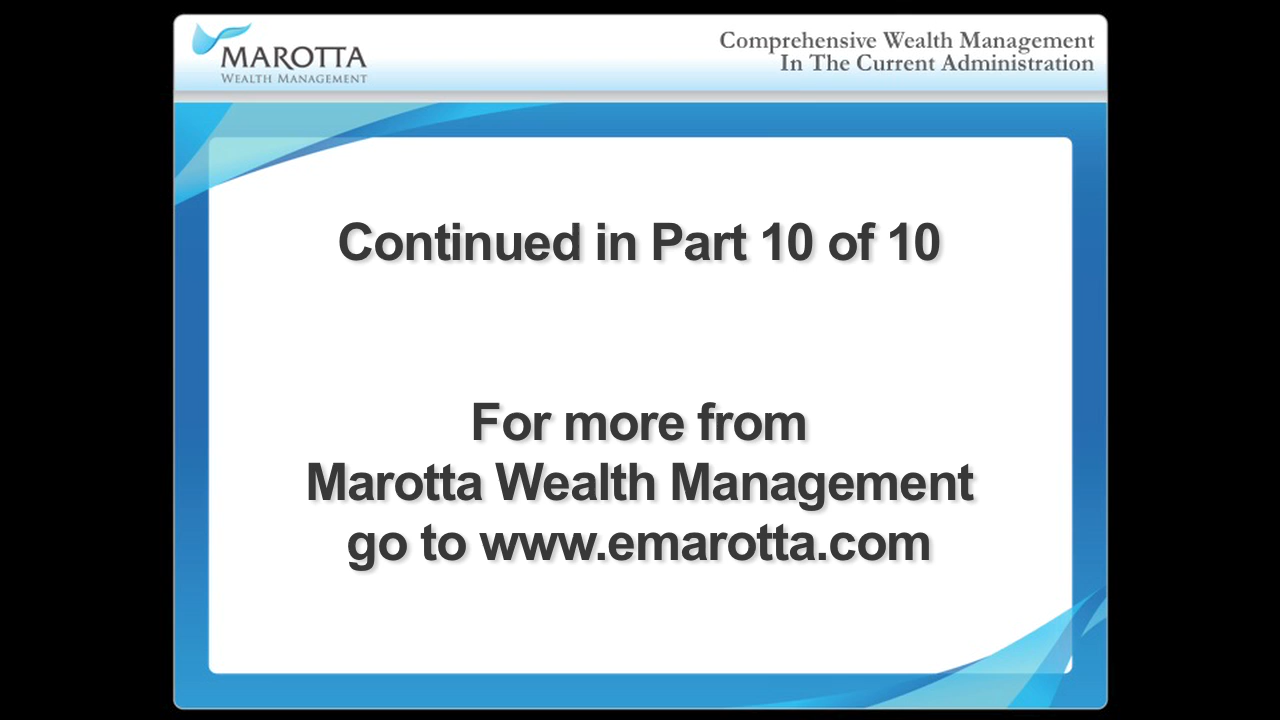 MAROTTA
WEALTH MANAGEMENT
Comprehensive Wealth Management
In The Current Administration
Continued in Part 10 of 10
For more from
Marotta Wealth Management
go to www.emarotta.com